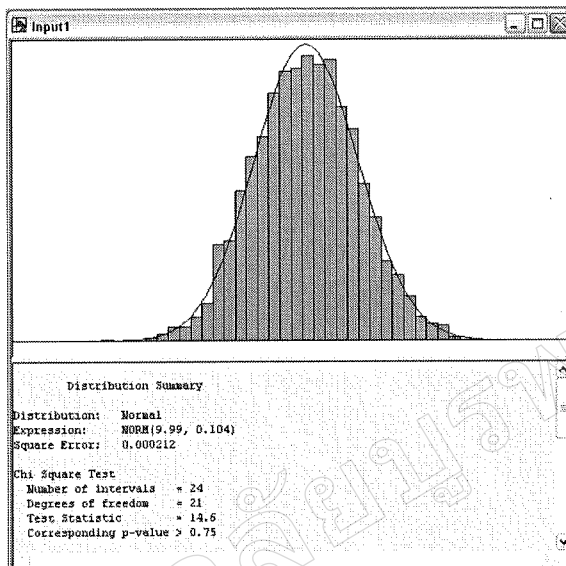 Input1
Distribution Summary
Distribution: Normal
Expression: NORM(9.99, 0.104)
Square Error: 0.000212
Chi Square Test
Number of intervals = 24
Degrees of freedom = 21
Test Statistic = 14.6
Corresponding p-value > 0.75